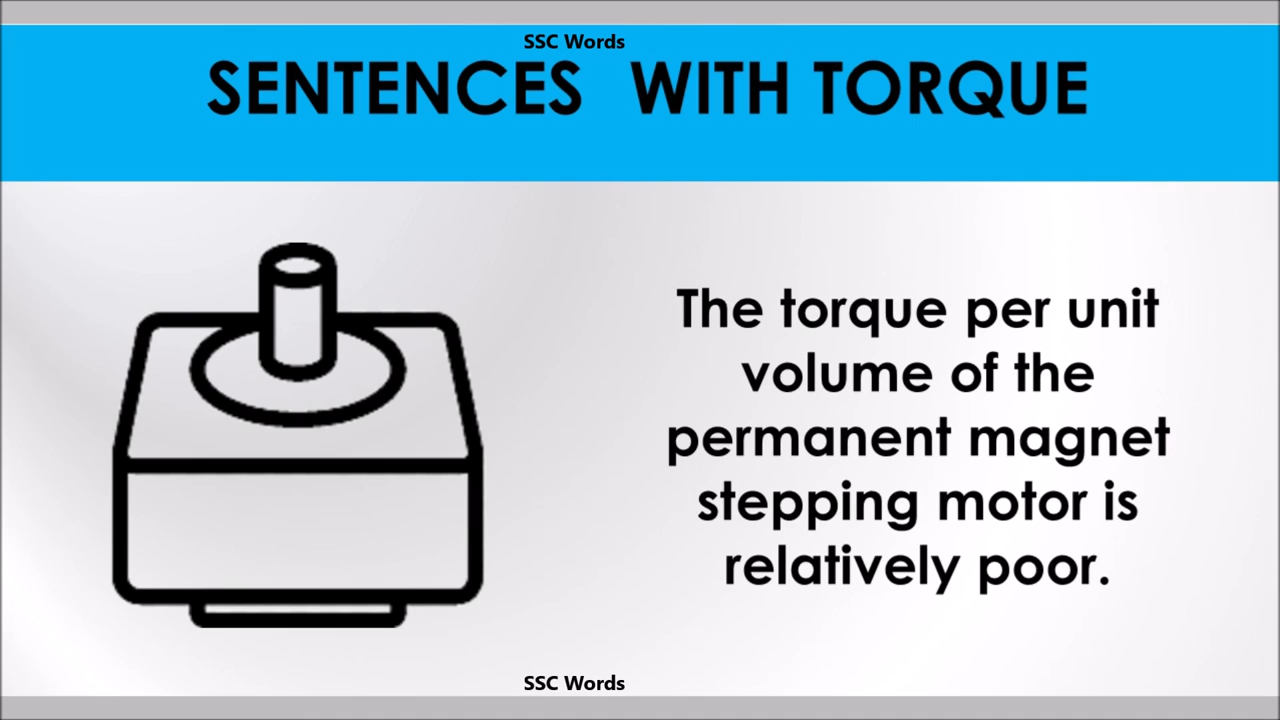 SSC Words
SENTENCES WITH TORQUE
The torque per unit
volume of the
permanent magnet
stepping motor is
relatively poor.
SSC Words